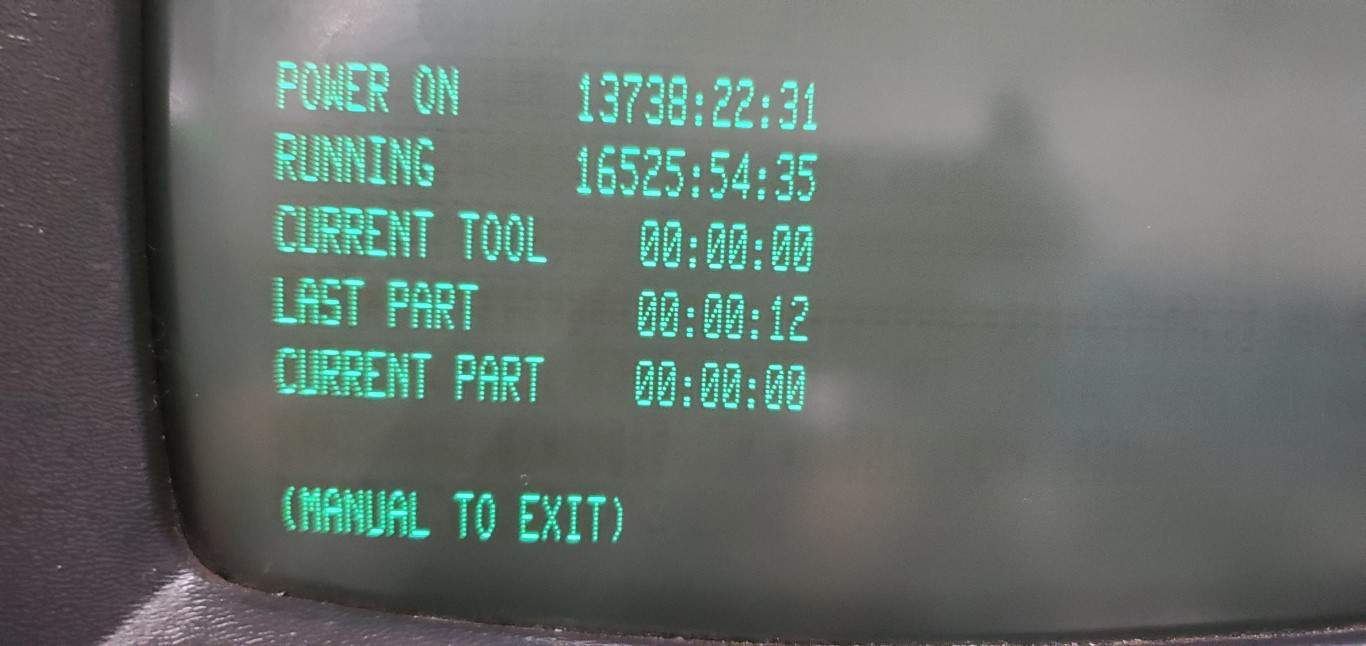 POWER ON 13738:22:31
RUNNING 16525:54:35
CURRENT TOOL 00:00:00
LAST PART 00:00:12
CURRENT PART 00:00:00
(MANUAL TO EXIT)